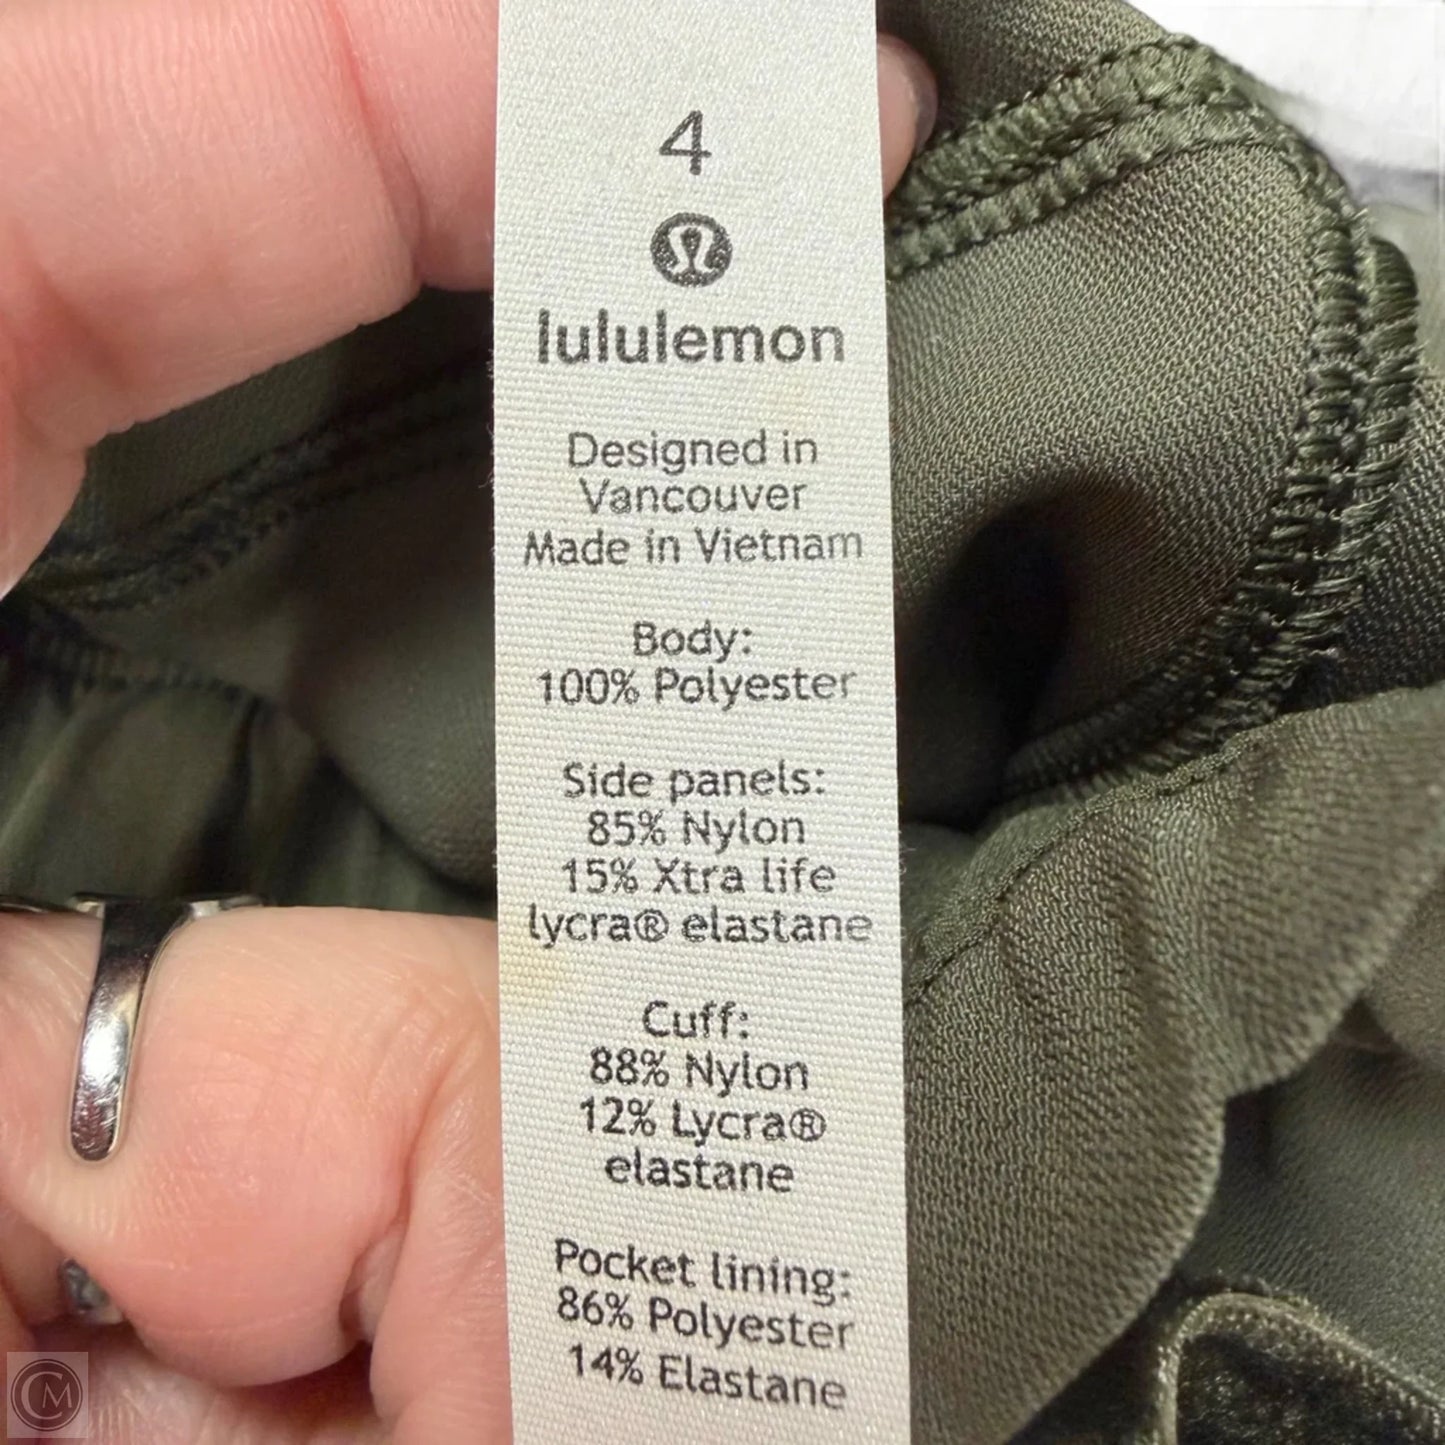 4
lululemon
Designed in
Vancouver
Made in Vietnam
Body:
100% Polyester
Side panels:
85% Nylon
15% Xtra life
lycra® elastane
Cuff:
88% Nylon
12% Lycra®
elastane
Pocket lining:
86% Polyester
14% Elastane
CM